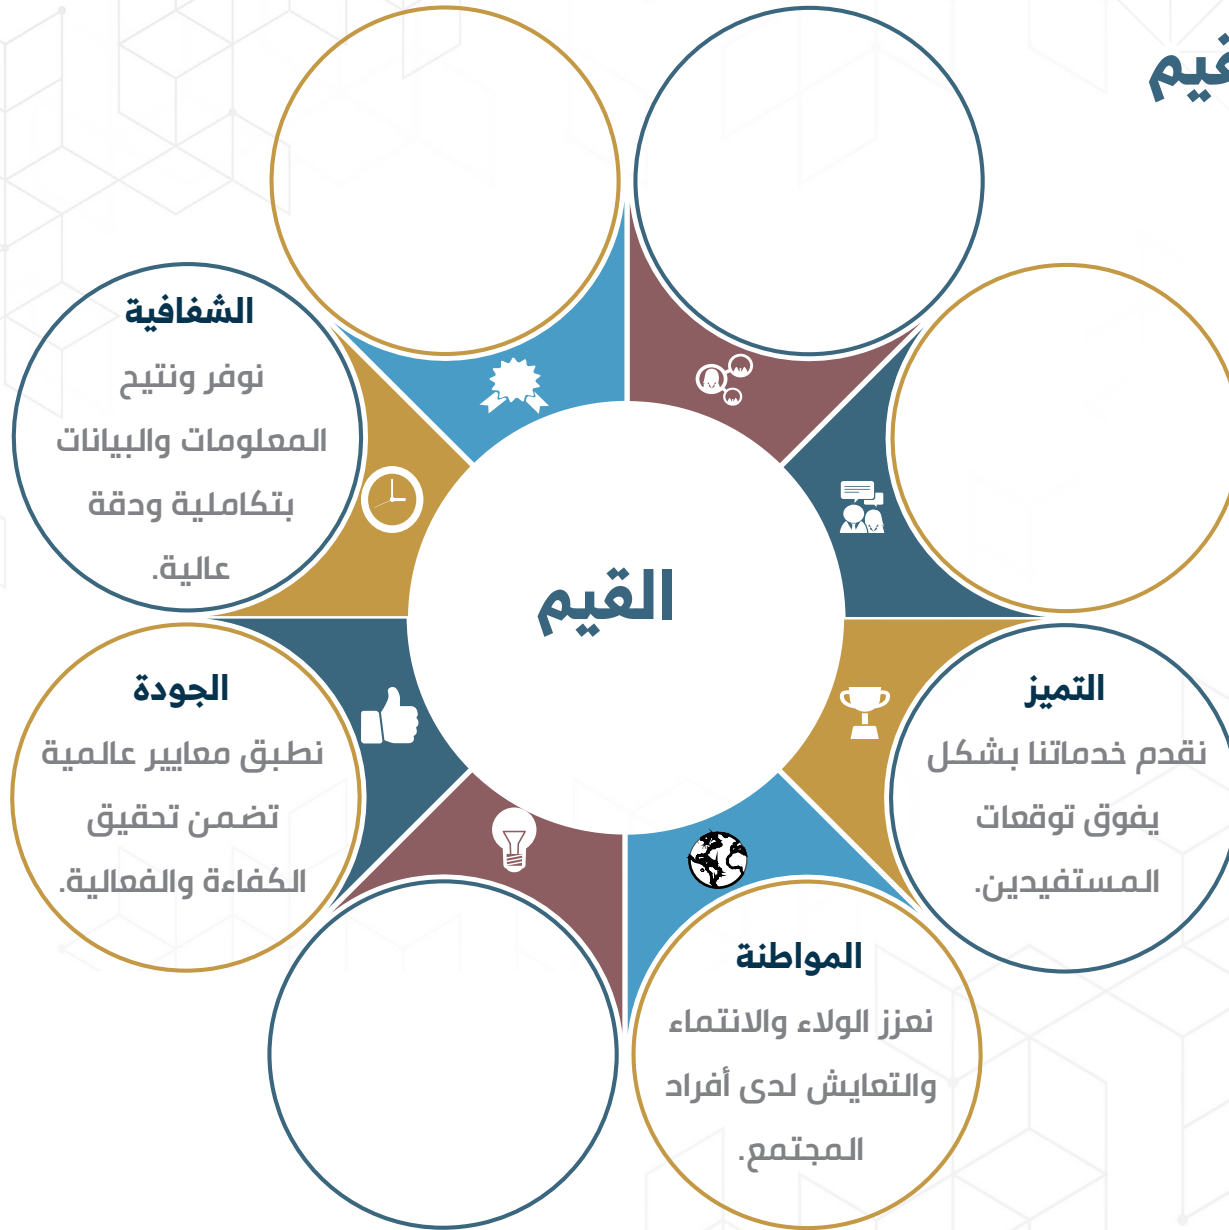 الشفافية
نوفر ونتيح
المعلومات والبيانات
بتكاملية ودقة
عالية.
القيم
الجودة
نطبق معايير عالمية
تضمن تحقيق
الكفاءة والفعالية.
التميز
نقدم خدماتنا بشكل
يفوق توقعات
المستفيدين.
المواطنة
نعزز الولاء والانتماء
والتعايش لدى أفراد
المجتمع.